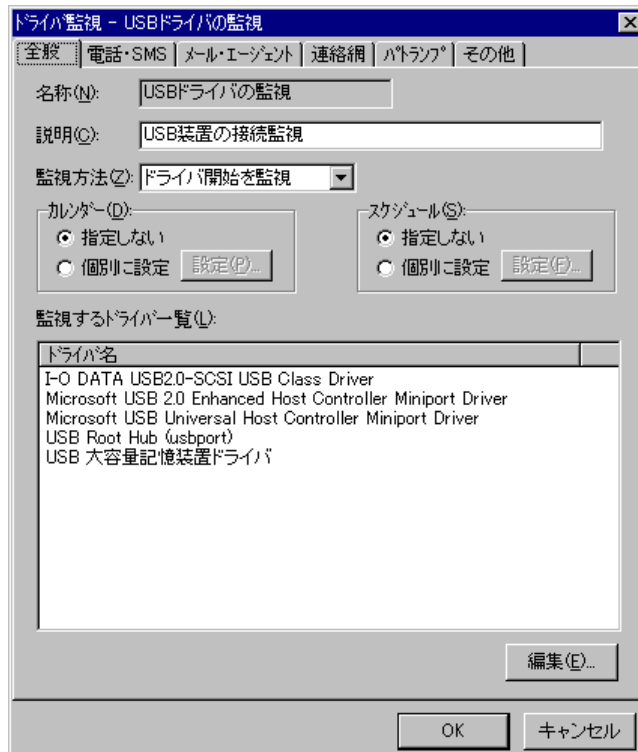 ドライバ監視 - USBドライバの監視
全般 電話・SMS メール・エージェント 連絡網 パトランプ その他
名称(N): USBドライバの監視
説明(C): USB装置の接続監視
監視方法(Z): ドライバ開始を監視
カレンダー(D): スケジュール(S):
指定しない 指定しない
個別に設定 設定(P)... 個別に設定 設定(F)...
監視するドライバ一覧(L):
ドライバ名
I-O DATA USB2.0-SCSI USB Class Driver
Microsoft USB 2.0 Enhanced Host Controller Miniport Driver
Microsoft USB Universal Host Controller Miniport Driver
USB Root Hub (usbport)
USB 大容量記憶装置ドライバ
編集(E)...
OK キャンセル